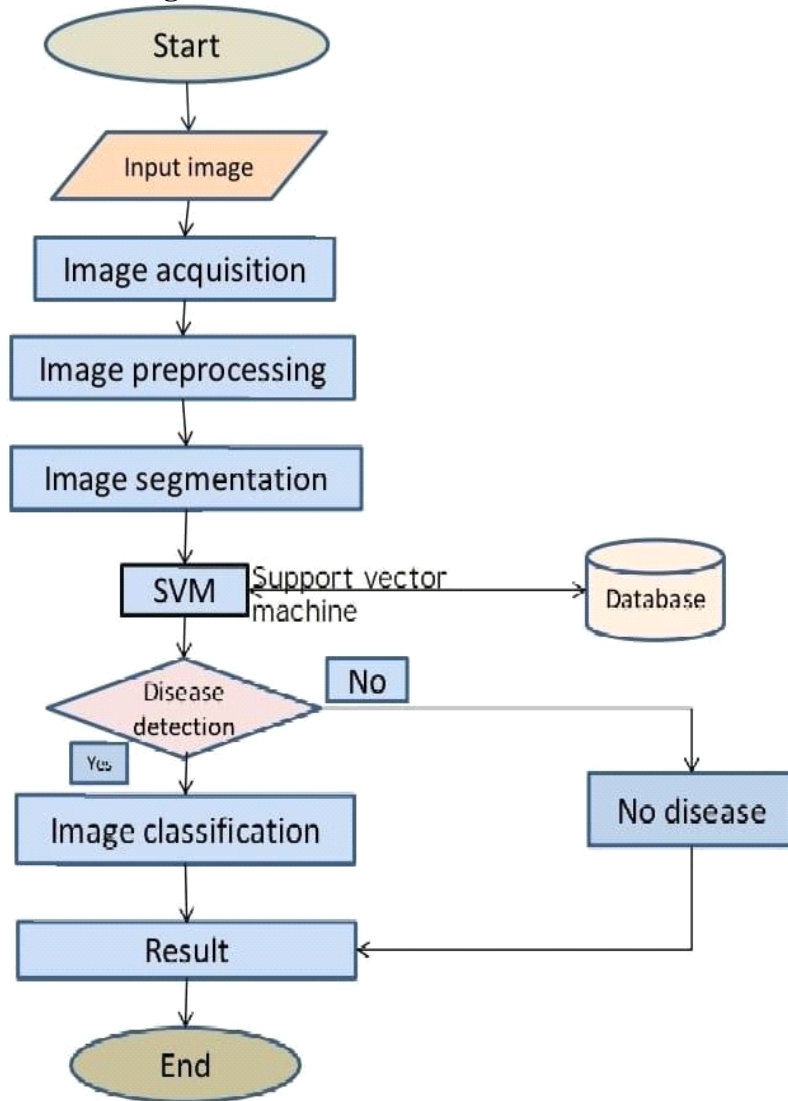 Start
Input image
Image acquisition
Image preprocessing
Image segmentation
SVM
Support vector
machine
Database
Disease
detection
No
Yes
No disease
Image classification
Result
End